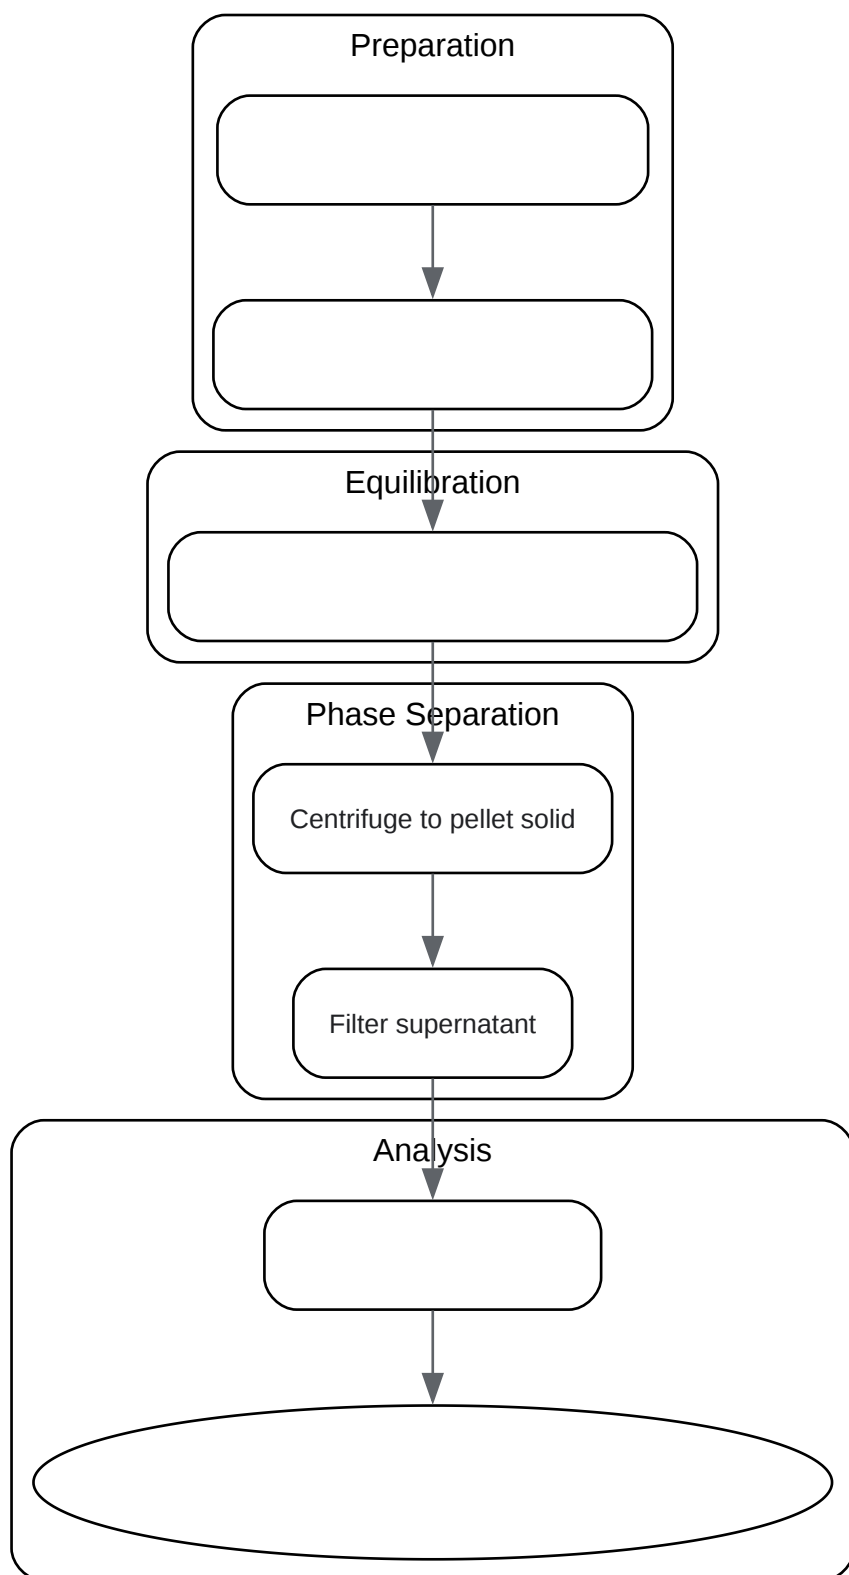 Preparation
Equilibration
Phase Separation
Centrifuge to pellet solid
Filter supernatant
Analysis